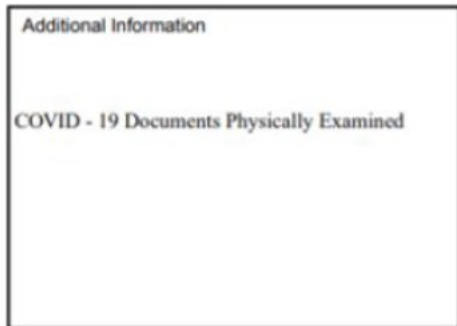 Additional Information
COVID - 19 Documents Physically Examined